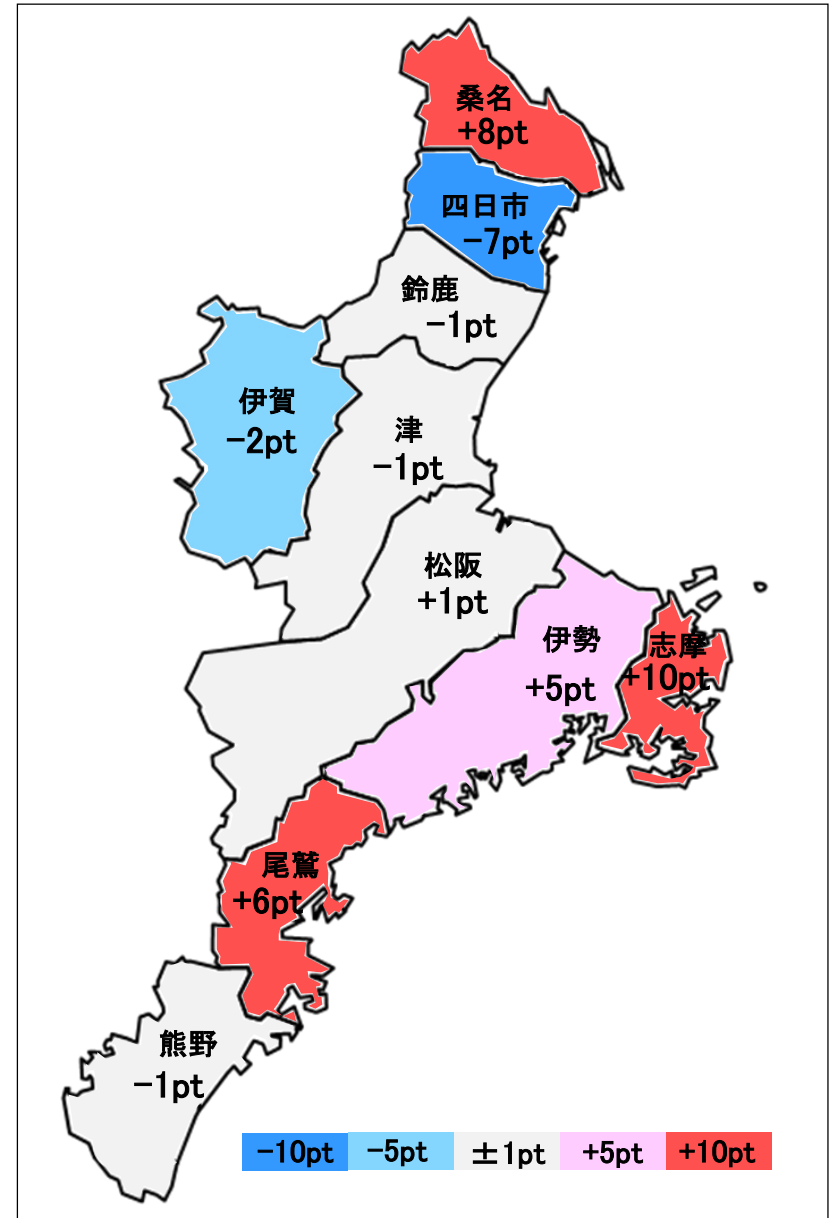 桑名
+8pt
四日市
−7pt
鈴鹿
−1pt
伊賀
−2pt
津
−1pt
松阪
+1pt
伊勢
+5pt
志摩
+10pt
尾鷲
+6pt
熊野
−1pt
−10pt −5pt ±1pt +5pt +10pt